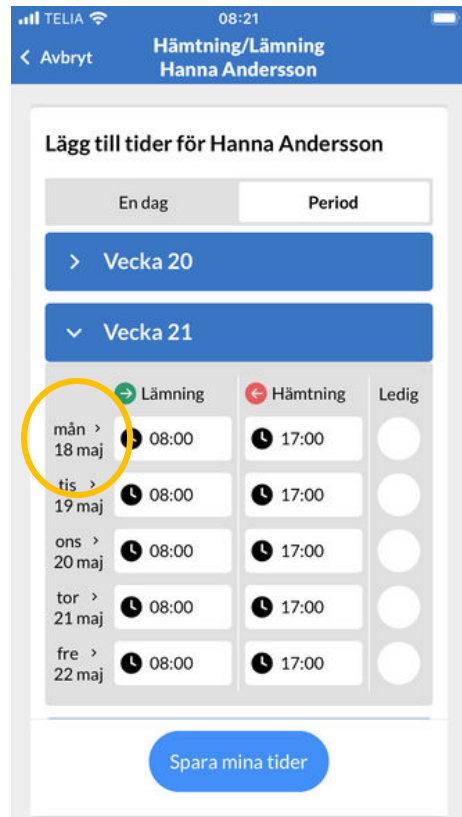 TELIA 08:21
Avbryt Hämtning/Lämning
Hanna Andersson
Lägg till tider för Hanna Andersson
En dag Period
Vecka 20
Vecka 21
Lämning Hämtning Ledig
mån > 08:00 17:00
18 maj
tis > 08:00 17:00
19 maj
ons > 08:00 17:00
20 maj
tor > 08:00 17:00
21 maj
fre > 08:00 17:00
22 maj
Spara mina tider